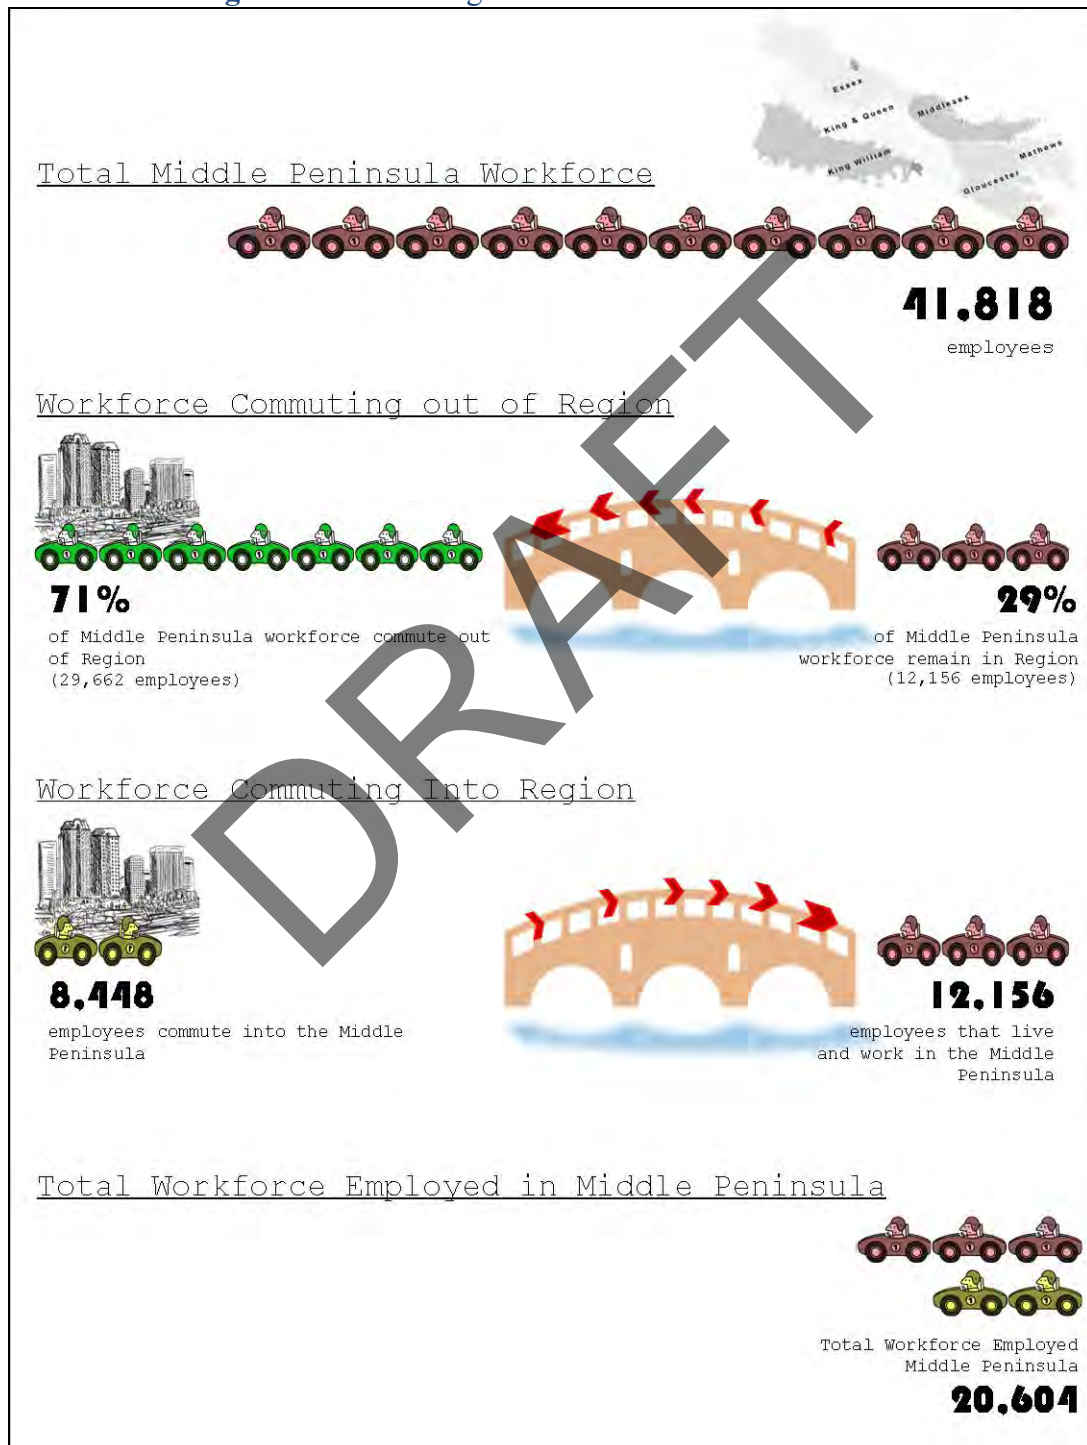 Essex
King & Queen
Middlesex
King William
Mathews
Gloucester
Total Middle Peninsula Workforce
41,818
employees
Workforce Commuting out of Region
71%
of Middle Peninsula workforce commute out
of Region
(29,662 employees)
29%
of Middle Peninsula
workforce remain in Region
(12,156 employees)
Workforce Commuting Into Region
8,448
employees commute into the Middle
Peninsula
12,156
employees that live
and work in the Middle
Peninsula
Total Workforce Employed in Middle Peninsula
Total Workforce Employed
Middle Peninsula
20,604
DRAFT